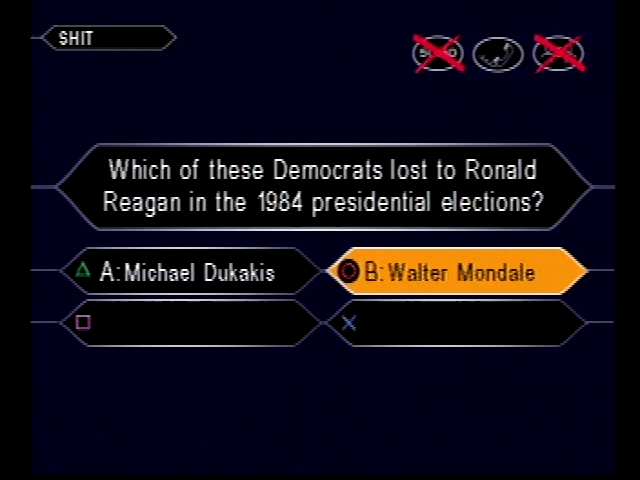 SHIT
Which of these Democrats lost to Ronald
Reagan in the 1984 presidential elections?
A: Michael Dukakis
B: Walter Mondale